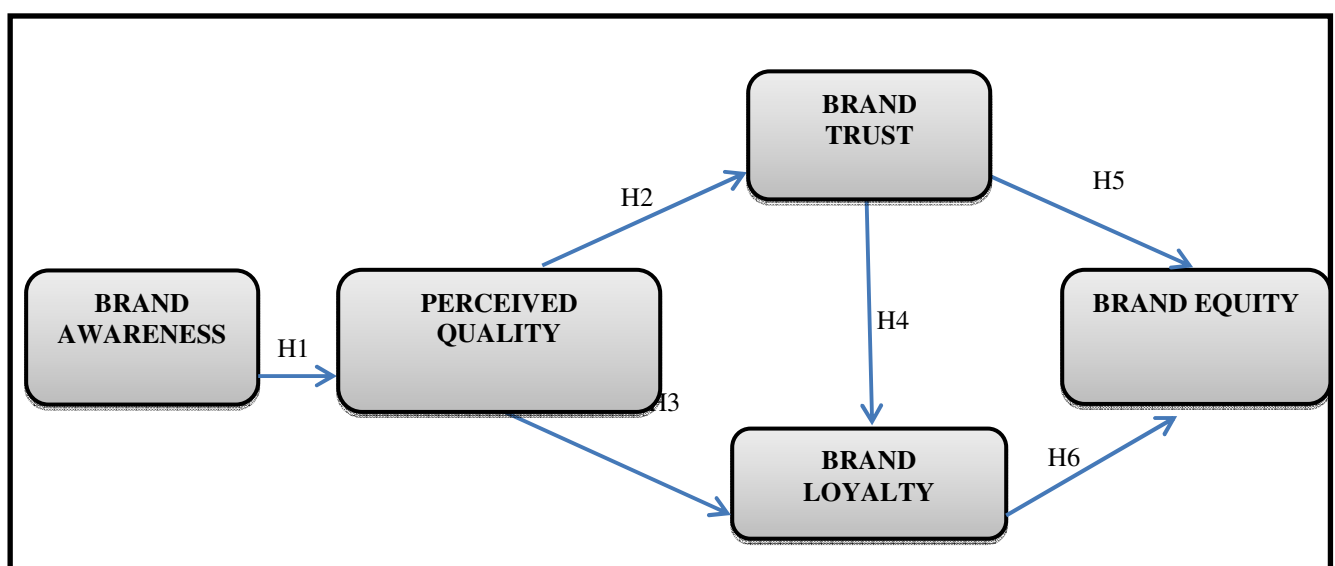 BRAND
TRUST
H2
H5
BRAND
AWARENESS
PERCEIVED
QUALITY
BRAND EQUITY
H1
H4
H3
BRAND
LOYALTY
H6